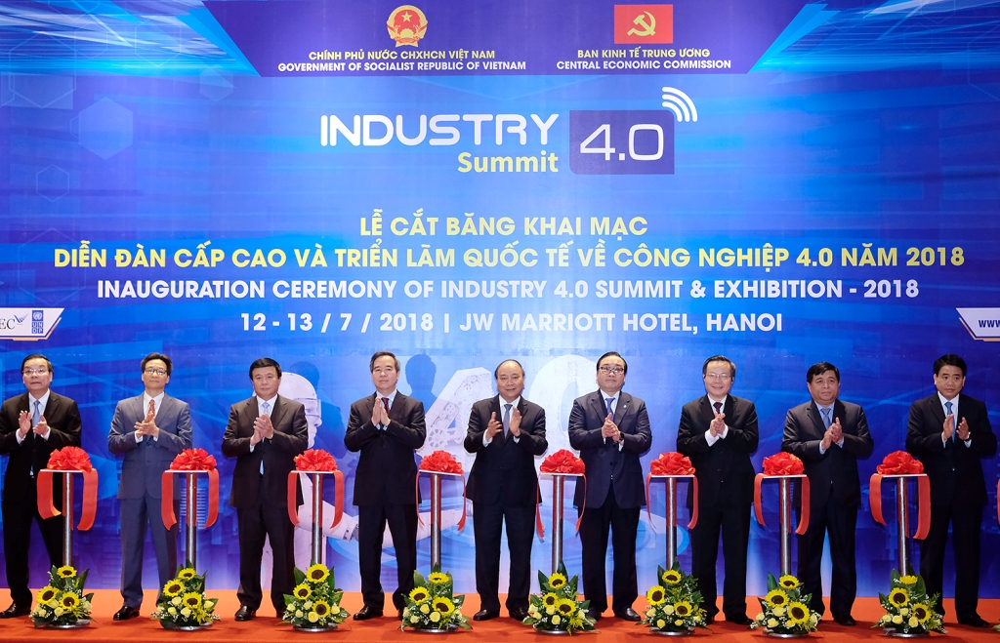 CHÍNH PHỦ NƯỚC CHXHCN VIỆT NAM
GOVERNMENT OF SOCIALIST REPUBLIC OF VIETNAM
BAN KINH TẾ TRUNG ƯƠNG
CENTRAL ECONOMIC COMMISSION
INDUSTRY 4.0
Summit
LỄ CẮT BĂNG KHAI MẠC
DIỄN ĐÀN CẤP CAO VÀ TRIỂN LÃM QUỐC TẾ VỀ CÔNG NGHIỆP 4.0 NĂM 2018
INAUGURATION CEREMONY OF INDUSTRY 4.0 SUMMIT & EXHIBITION - 2018
12 - 13 / 7 / 2018 | JW MARRIOTT HOTEL, HANOI
EC
UN
DP
www